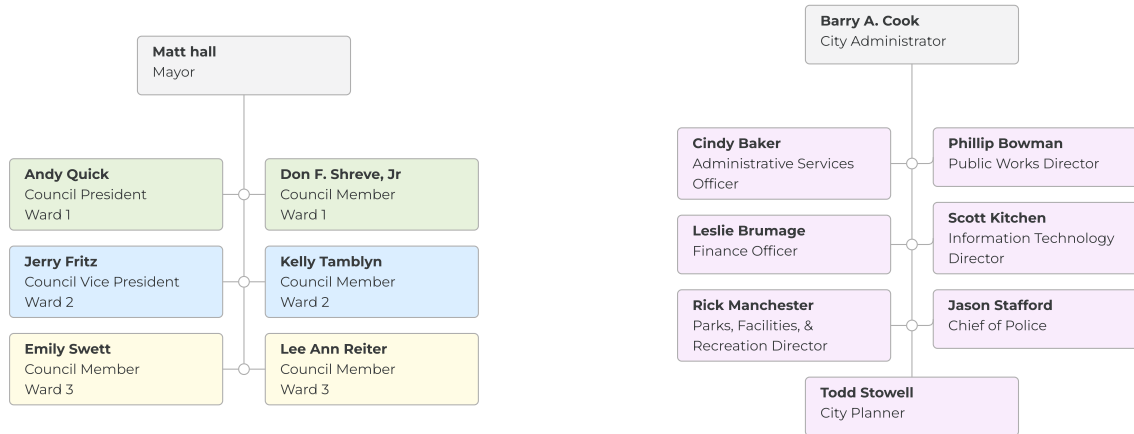 Matt hall
Mayor
Andy Quick
Council President
Ward 1
Don F. Shreve, Jr
Council Member
Ward 1
Jerry Fritz
Council Vice President
Ward 2
Kelly Tamblyn
Council Member
Ward 2
Emily Swett
Council Member
Ward 3
Lee Ann Reiter
Council Member
Ward 3
Barry A. Cook
City Administrator
Cindy Baker
Administrative Services
Officer
Phillip Bowman
Public Works Director
Leslie Brumage
Finance Officer
Scott Kitchen
Information Technology
Director
Rick Manchester
Parks, Facilities, &
Recreation Director
Jason Stafford
Chief of Police
Todd Stowell
City Planner